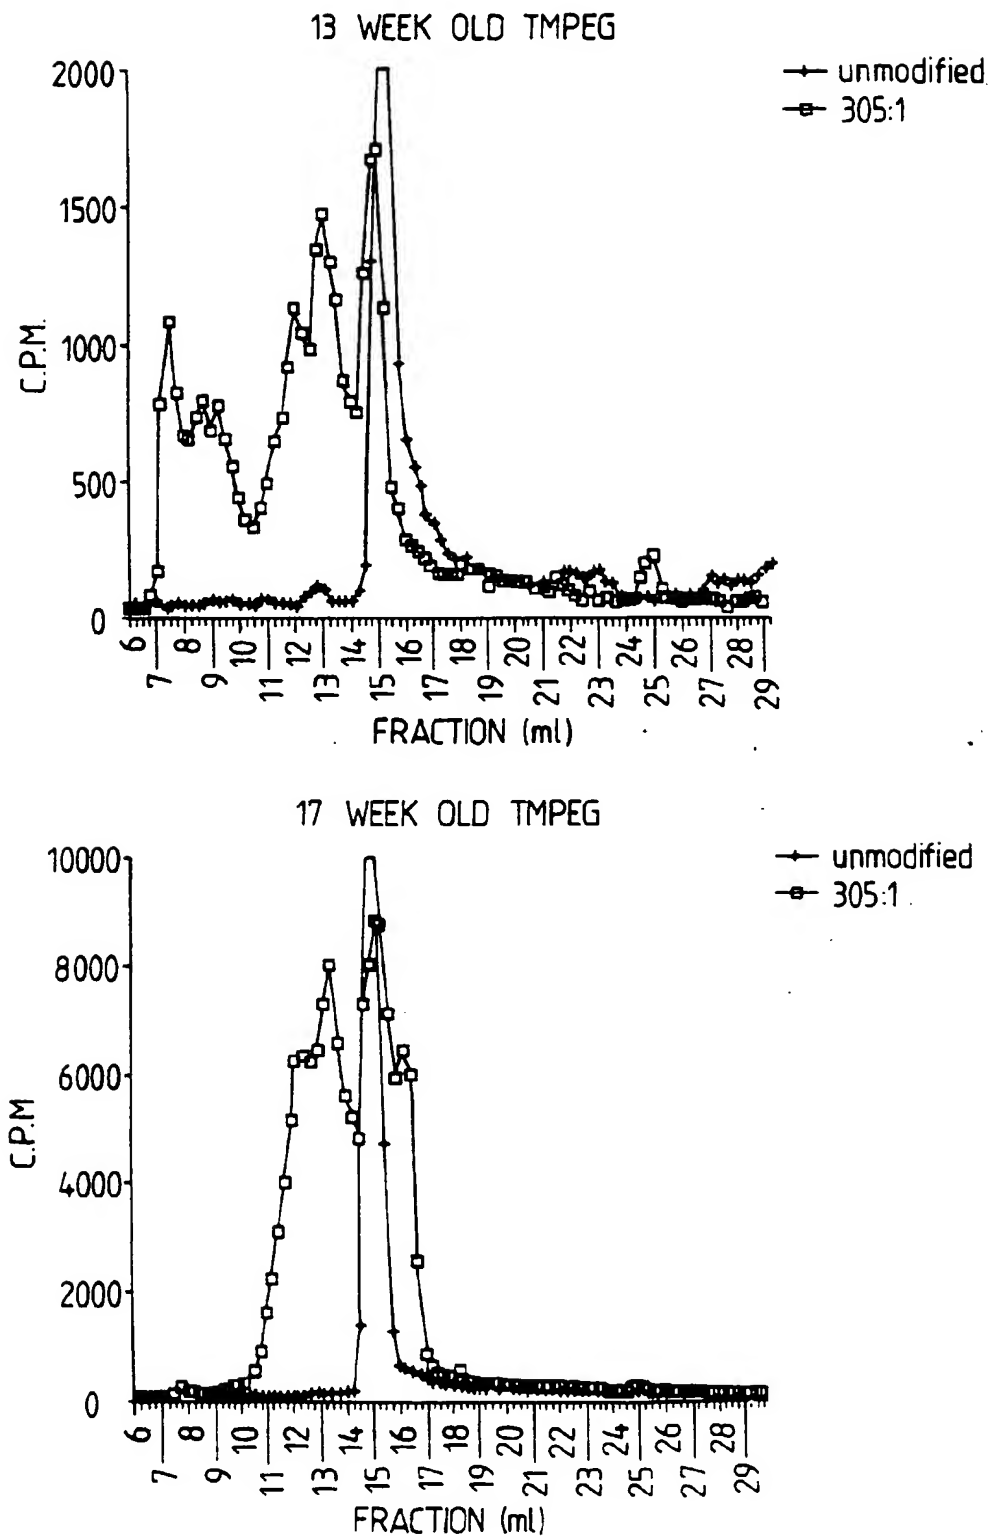 13 WEEK OLD TMPEG
unmodified
305:1
2000
1500
1000
500
0
C.P.M.
6 7 8 9 10 11 12 13 14 15 16 17 18 19 20 21 22 23 24 25 26 27 28 29
FRACTION (ml)
17 WEEK OLD TMPEG
unmodified
305:1
10000
8000
6000
4000
2000
0
C.P.M
6 7 8 9 10 11 12 13 14 15 16 17 18 19 20 21 22 23 24 25 26 27 28 29
FRACTION (ml)